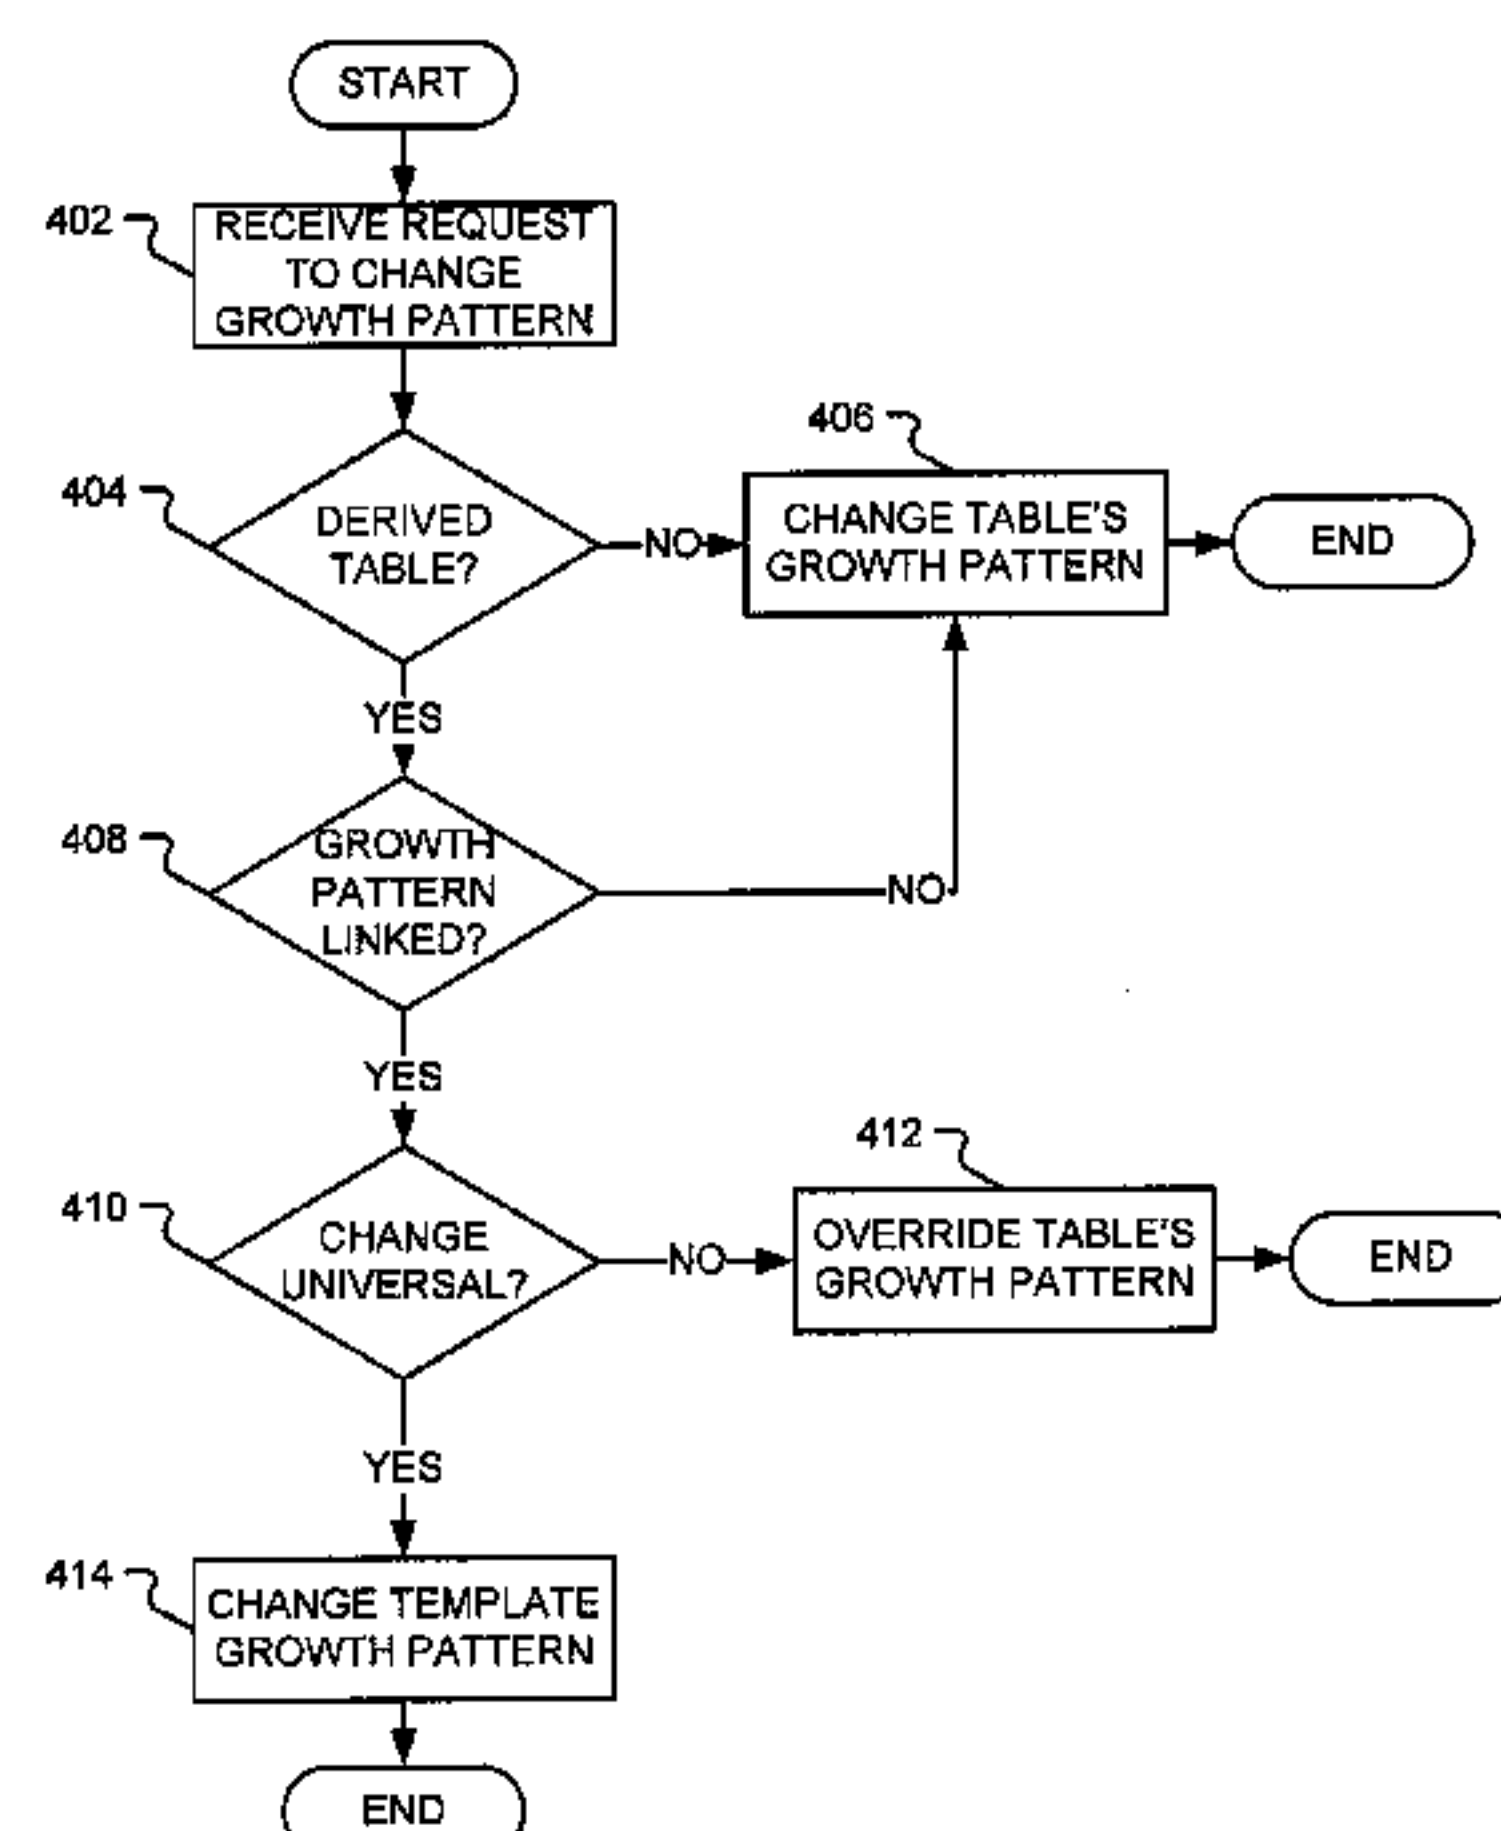 START
402
RECEIVE REQUEST
TO CHANGE
GROWTH PATTERN
404
DERIVED
TABLE?
NO
406
CHANGE TABLE'S
GROWTH PATTERN
END
YES
408
GROWTH
PATTERN
LINKED?
NO
YES
410
CHANGE
UNIVERSAL?
NO
412
OVERRIDE TABLE'S
GROWTH PATTERN
END
YES
414
CHANGE TEMPLATE
GROWTH PATTERN
END